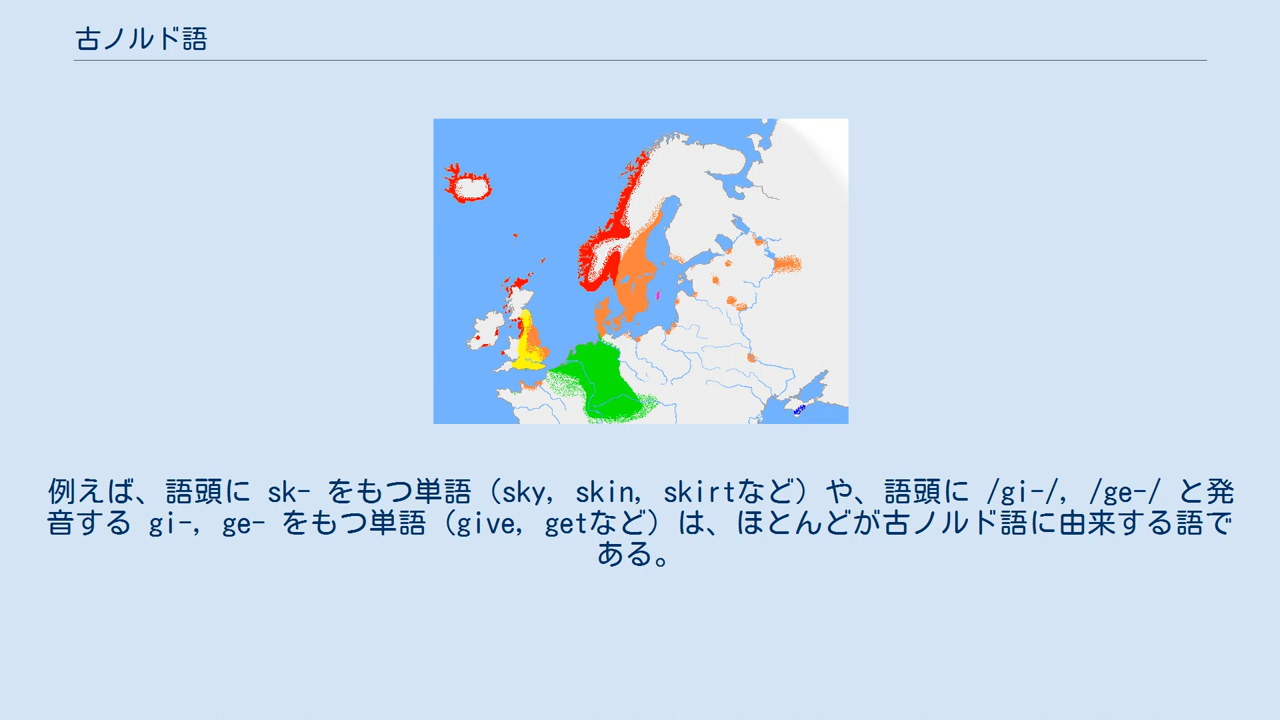 古ノルド語
例えば、語頭に sk- をもつ単語（sky, skin, skirtなど）や、語頭に /gi-/, /ge-/ と発
音する gi-, ge- をもつ単語（give, getなど）は、ほとんどが古ノルド語に由来する語で
ある。